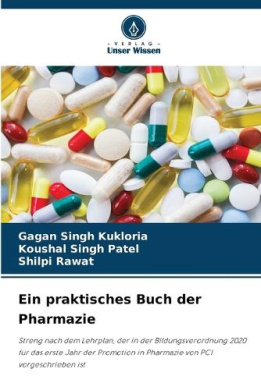 VERLAG
Unser Wissen
Gagan Singh Kukloria
Koushal Singh Patel
Shilpi Rawat
Ein praktisches Buch der
Pharmazie
Streng nach dem Lehrplan, der in der Bildungsverordnung 2020
für das erste Jahr der Promotion in Pharmazie von PCI
vorgeschrieben ist